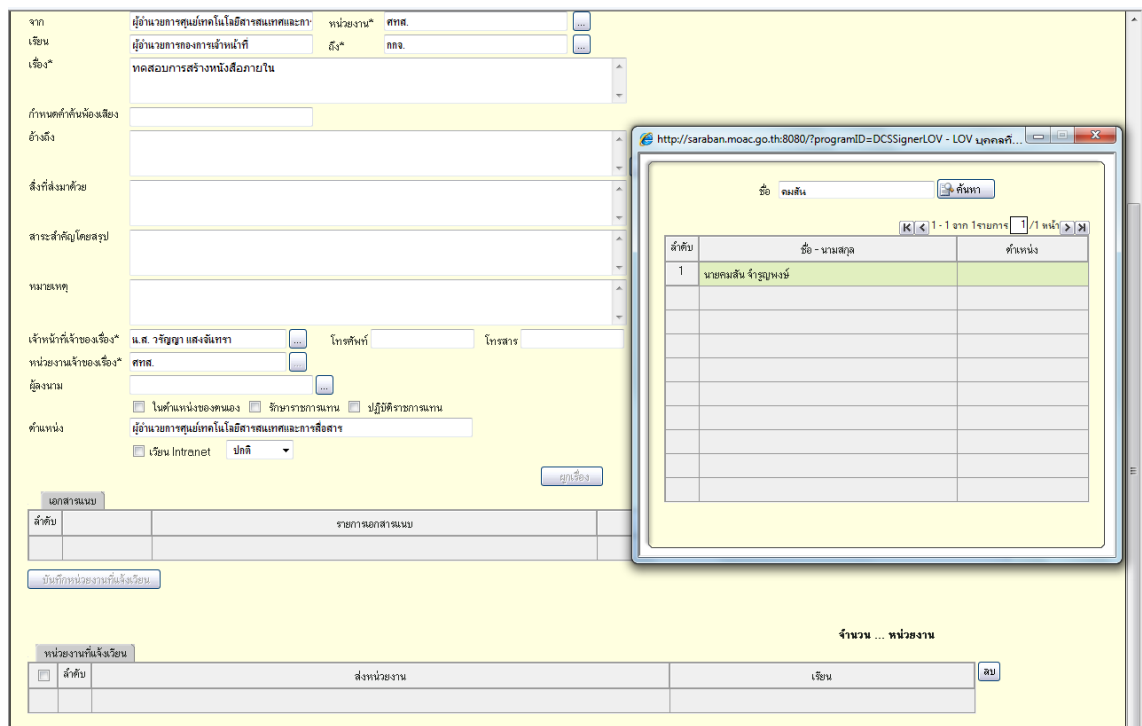 จาก ผู้อำนวยการศูนย์เทคโนโลยีสารสนเทศและกา หน่วยงาน* ศทส. ...
เรียน ผู้อำนวยการกองการเจ้าหน้าที่ ถึง* กกจ. ...
เรื่อง* ทดสอบการสร้างหนังสือภายใน
กำหนดคำค้นพ้องเสียง
อ้างถึง
สิ่งที่ส่งมาด้วย
สาระสำคัญโดยสรุป
หมายเหตุ
เจ้าหน้าที่เจ้าของเรื่อง* น.ส. วรัญญา แสงจันทรา ... โทรศัพท์ โทรสาร
หน่วยงานเจ้าของเรื่อง* ศทส. ...
ผู้ลงนาม ...
ในตำแหน่งของตนเอง รักษาราชการแทน ปฏิบัติราชการแทน
ตำแหน่ง ผู้อำนวยการศูนย์เทคโนโลยีสารสนเทศและการสื่อสาร
เวียน Intranet ปกติ
ผูกเรื่อง
เอกสารแนบ
ลำดับ รายการเอกสารแนบ
บันทึกหน่วยงานที่แจ้งเวียน
จำนวน ... หน่วยงาน
หน่วยงานที่แจ้งเวียน
ลำดับ ส่งหน่วยงาน เรียน ลบ
http://saraban.moac.go.th:8080/?programID=DCSSignerLOV - LOV บุคคลที่...
ชื่อ คมสัน ค้นหา
1 - 1 จาก 1รายการ 1 /1 หน้า
ลำดับ ชื่อ - นามสกุล ตำแหน่ง
1 นายคมสัน จำรูญพงษ์